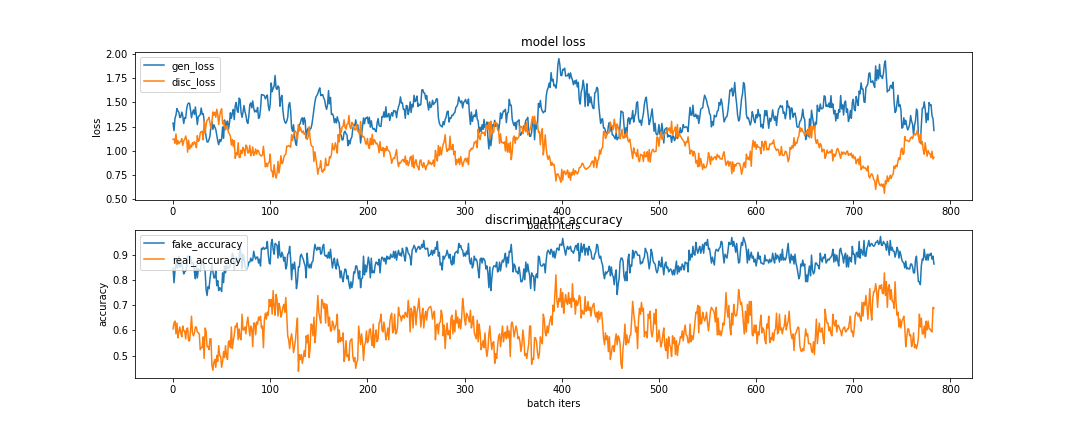 model loss
2.00
1.75
1.50
1.25
1.00
0.75
0.50
loss
gen_loss
disc_loss
0 100 200 300 400 500 600 700 800
batch iters
discriminator accuracy
0.9
0.8
0.7
0.6
0.5
accuracy
fake_accuracy
real_accuracy
0 100 200 300 400 500 600 700 800
batch iters